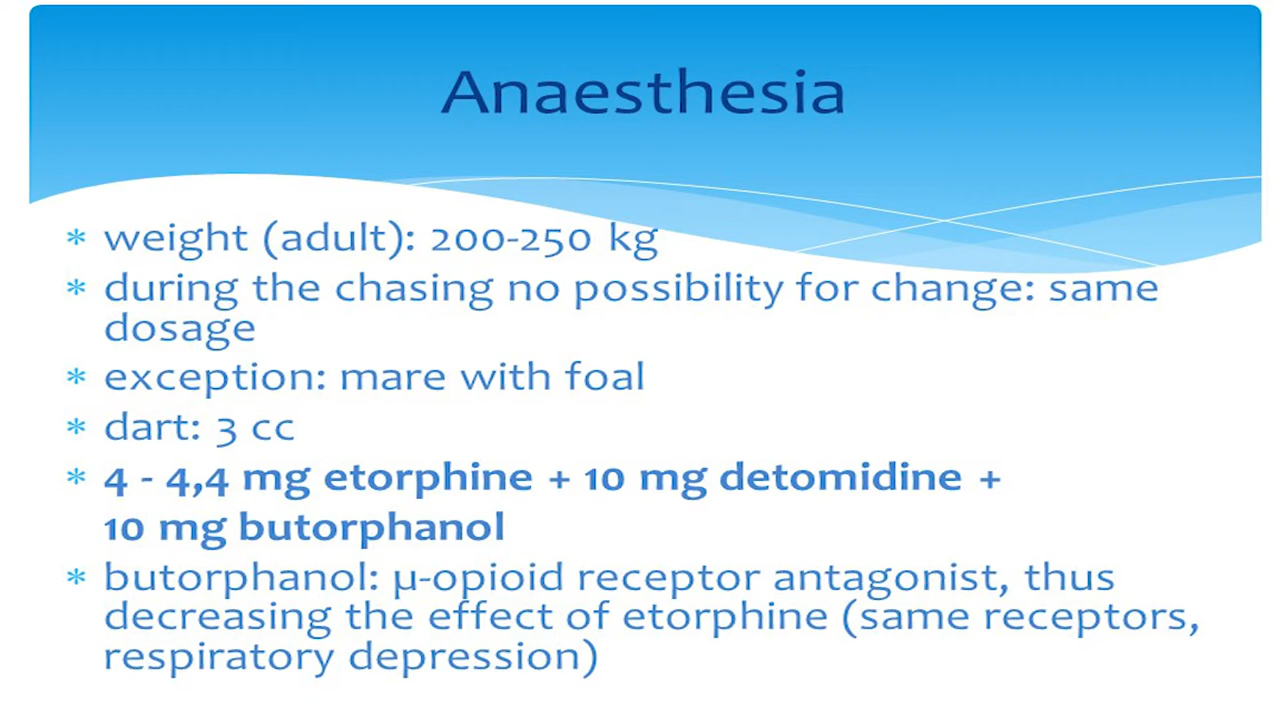 Anaesthesia
* weight (adult): 200-250 kg
* during the chasing no possibility for change: same
dosage
* exception: mare with foal
* dart: 3 cc
* 4 - 4,4 mg etorphine + 10 mg detomidine +
10 mg butorphanol
* butorphanol: µ-opioid receptor antagonist, thus
decreasing the effect of etorphine (same receptors,
respiratory depression)